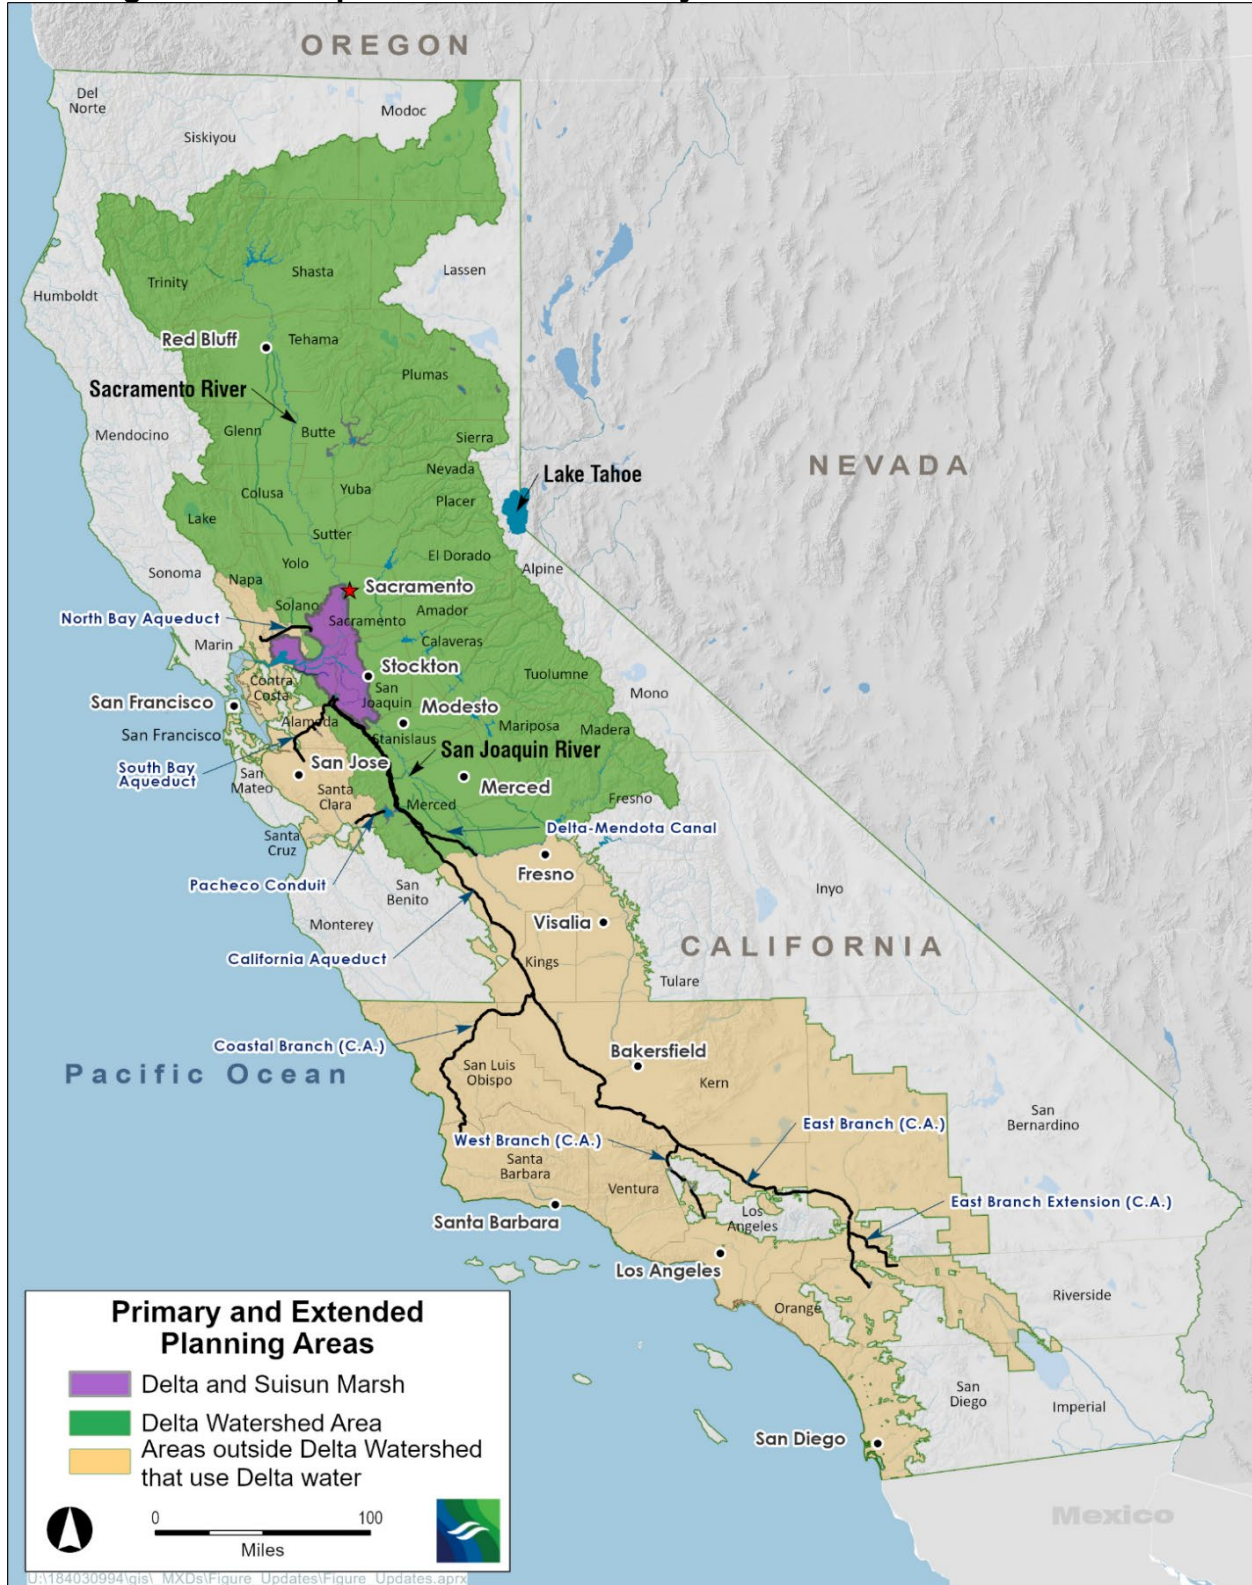 OREGON
Del
Norte
Modoc
Siskiyou
Shasta
Lassen
Trinity
Humboldt
Red Bluff
Tehama
Plumas
Sacramento River
Mendocino
Glenn
Butte
Sierra
NEVADA
Nevada
Lake Tahoe
Colusa
Yuba
Placer
Lake
Sutter
Yolo
El Dorado
Alpine
Sonoma
Napa
Sacramento
Solano
Amador
North Bay Aqueduct
Sacramento
Marin
Calaveras
Stockton
Tuolumne
Contra
Costa
San
Joaquin
Mono
San Francisco
Modesto
Alameda
Mariposa
Madera
San Francisco
Stanislaus
San Joaquin River
South Bay
Aqueduct
San Jose
San
Mateo
Merced
Santa
Clara
Merced
Fresno
Santa
Cruz
Delta-Mendota Canal
Fresno
Pacheco Conduit
San
Benito
Inyo
Monterey
Visalia
CALIFORNIA
California Aqueduct
Kings
Tulare
Coastal Branch (C.A.)
Bakersfield
Pacific Ocean
San Luis
Obispo
Kern
San
Bernardino
East Branch (C.A.)
West Branch (C.A.)
Santa
Barbara
Ventura
East Branch Extension (C.A.)
Los
Angeles
Santa Barbara
Los Angeles
Riverside
Orange
Primary and Extended
Planning Areas
Delta and Suisun Marsh
Delta Watershed Area
Areas outside Delta Watershed
that use Delta water
San
Diego
Imperial
San Diego
0 100
Miles
Mexico
U:\184030994\gis\_MXDs\Figure_Updates\Figure_Updates.aprx